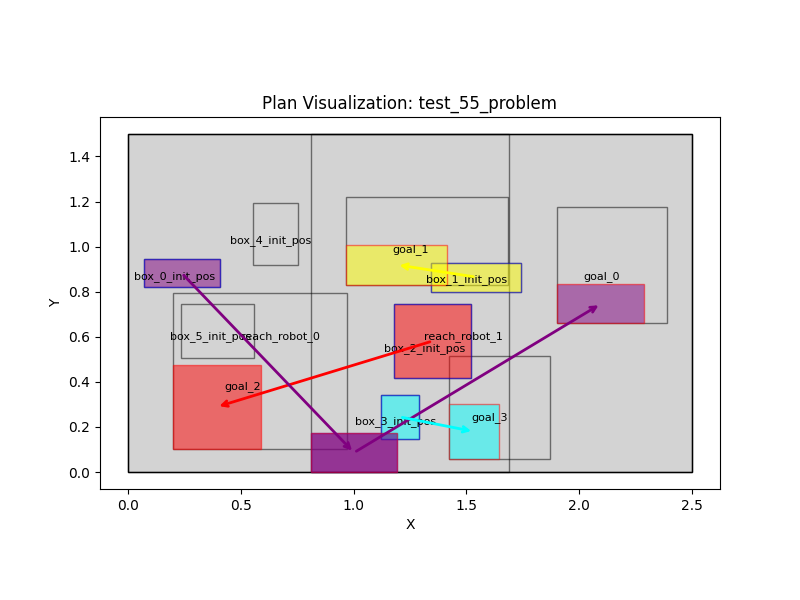 Plan Visualization: test_55_problem
1.4
1.2
1.0
0.8
0.6
0.4
0.2
0.0
Y
box_4_init_pos
goal_1
box_0_init_pos
box_1_init_pos
goal_0
box_5_init_pos
reach_robot_0
reach_robot_1
box_2_init_pos
goal_2
box_3_init_pos
goal_3
0.0 0.5 1.0 1.5 2.0 2.5
X